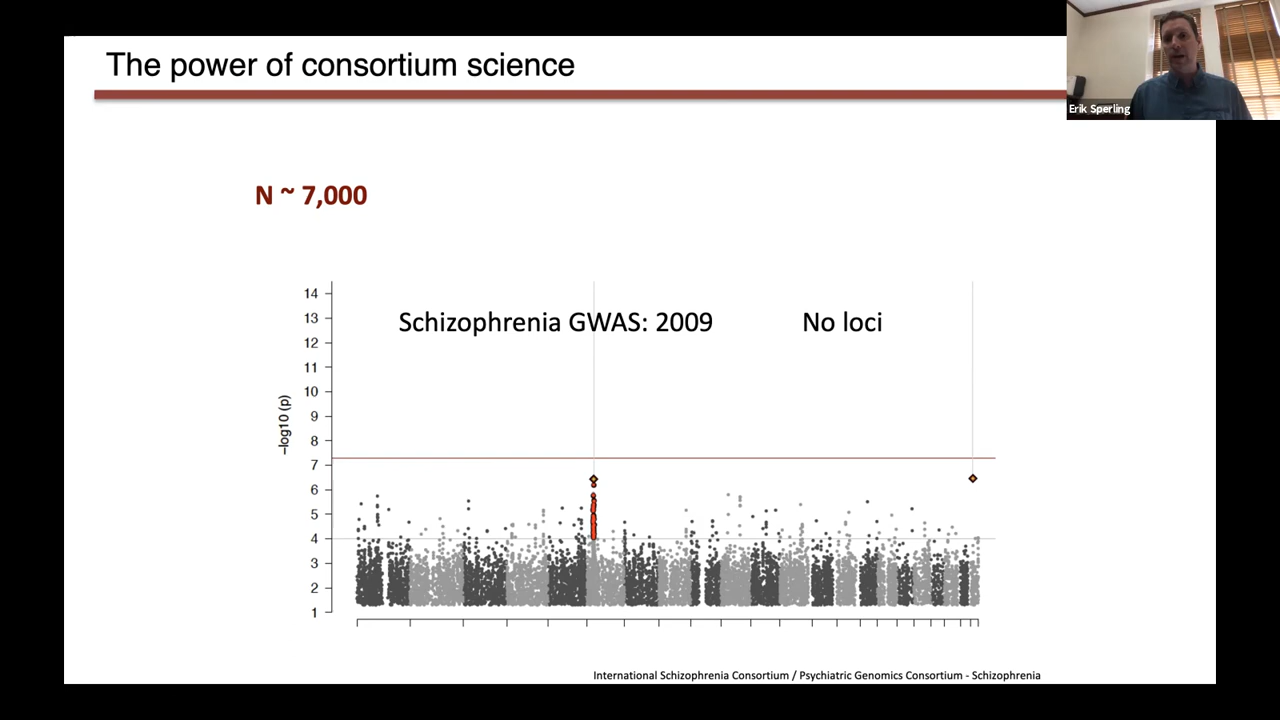 The power of consortium science
Erik Sperling
N ~ 7,000
Schizophrenia GWAS: 2009 No loci
14
13
12
11
10
9
8
7
6
5
4
3
2
1
−log10 (p)
International Schizophrenia Consortium / Psychiatric Genomics Consortium - Schizophrenia